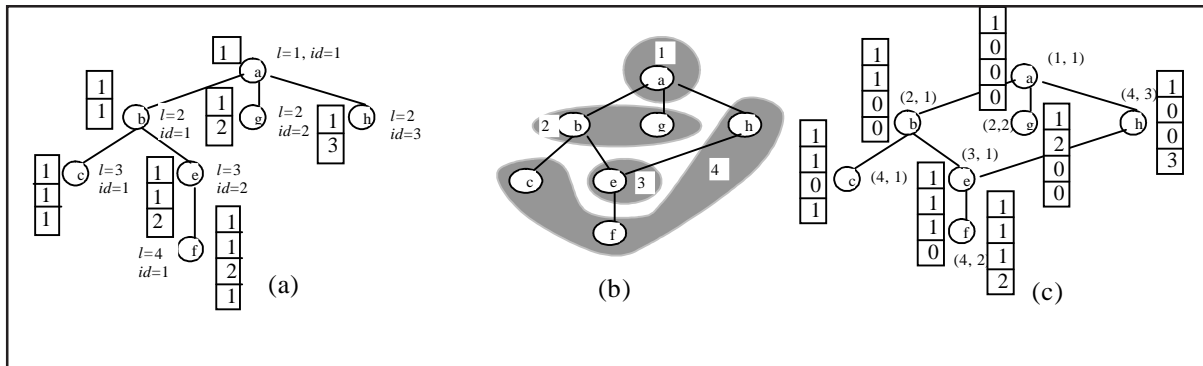 1
l=1, id=1
a
1
1
b
l=2
id=1
1
2
g
l=2
id=2
1
3
h
l=2
id=3
1
1
1
c
l=3
id=1
1
1
2
e
l=3
id=2
l=4
id=1
f
1
1
2
1
(a)
1
a
2
b
g
h
c
e
3
4
f
(b)
1
0
0
0
a
(1, 1)
1
1
0
0
(2, 1)
b
(2,2)
g
1
2
0
0
(4, 3)
h
1
0
0
3
1
1
0
1
c
(4, 1)
(3, 1)
e
1
1
1
0
f
(4, 2
1
1
1
2
(c)